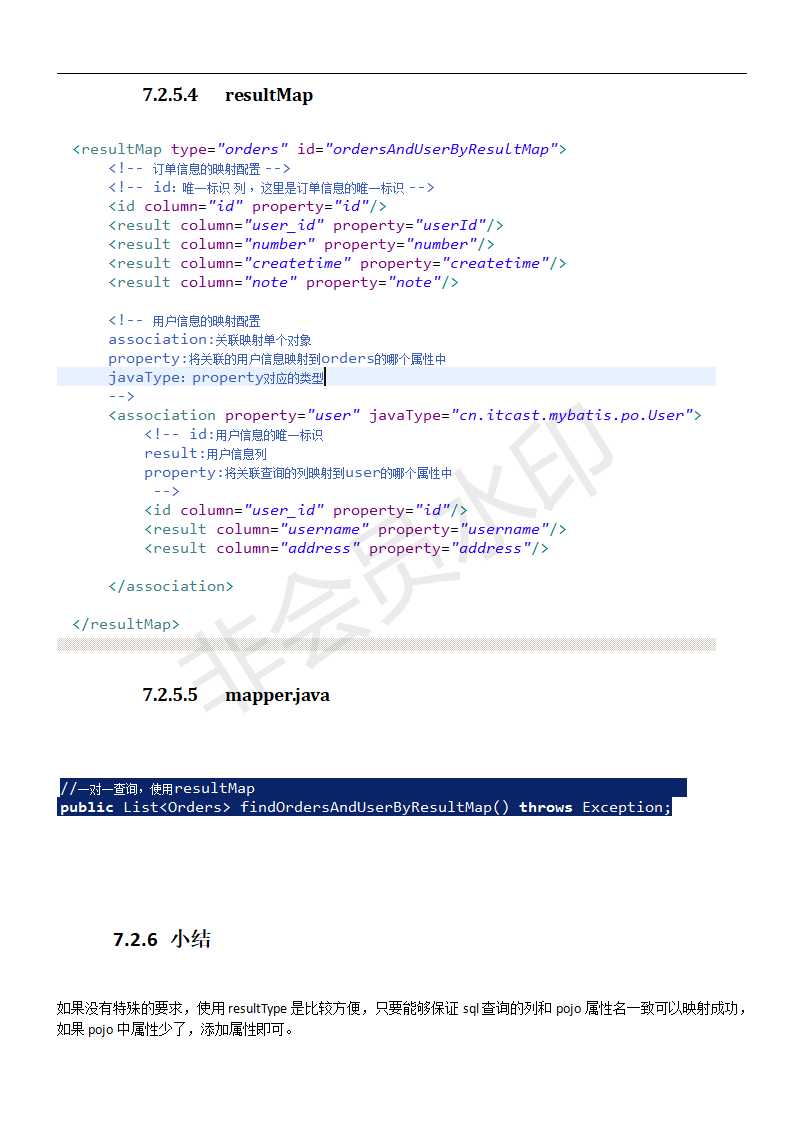 7.2.5.4 resultMap
<resultMap type="orders" id="ordersAndUserByResultMap">
<!-- 订单信息的映射配置 -->
<!-- id：唯一标识 列 ，这里是订单信息的唯一标识 -->
<id column="id" property="id"/>
<result column="user_id" property="userId"/>
<result column="number" property="number"/>
<result column="createtime" property="createtime"/>
<result column="note" property="note"/>
<!-- 用户信息的映射配置
association:关联映射单个对象
property:将关联的用户信息映射到orders的哪个属性中
javaType：property对应的类型
-->
<association property="user" javaType="cn.itcast.mybatis.po.User">
<!-- id:用户信息的唯一标识
result:用户信息列
property:将关联查询的列映射到user的哪个属性中
-->
<id column="user_id" property="id"/>
<result column="username" property="username"/>
<result column="address" property="address"/>
</association>
</resultMap>
非会员水印
7.2.5.5 mapper.java
//一对一查询，使用resultMap
public List<Orders> findOrdersAndUserByResultMap() throws Exception;
7.2.6 小结
如果没有特殊的要求，使用 resultType 是比较方便，只要能够保证 sql 查询的列和 pojo 属性名一致可以映射成功，
如果 pojo 中属性少了，添加属性即可。